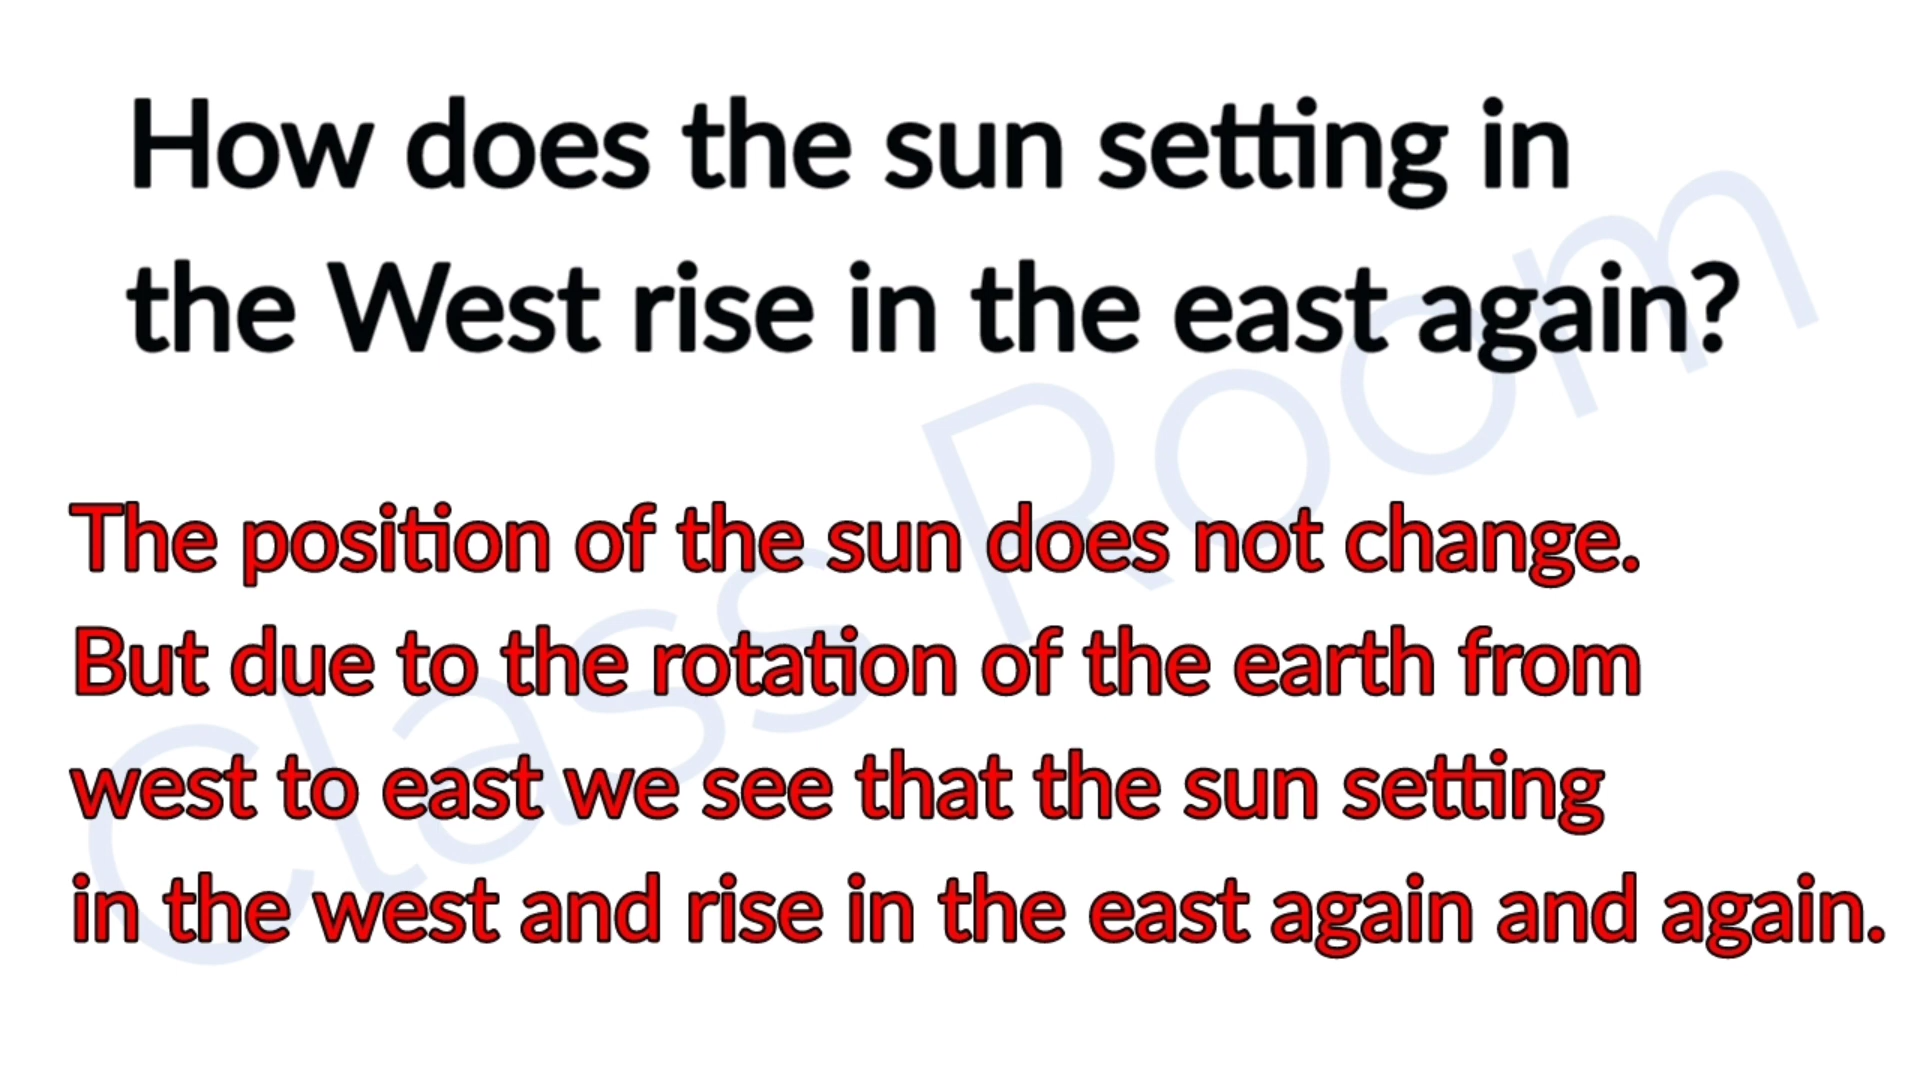 How does the sun setting in
the West rise in the east again?
The position of the sun does not change.
But due to the rotation of the earth from
west to east we see that the sun setting
in the west and rise in the east again and again.
Class Room